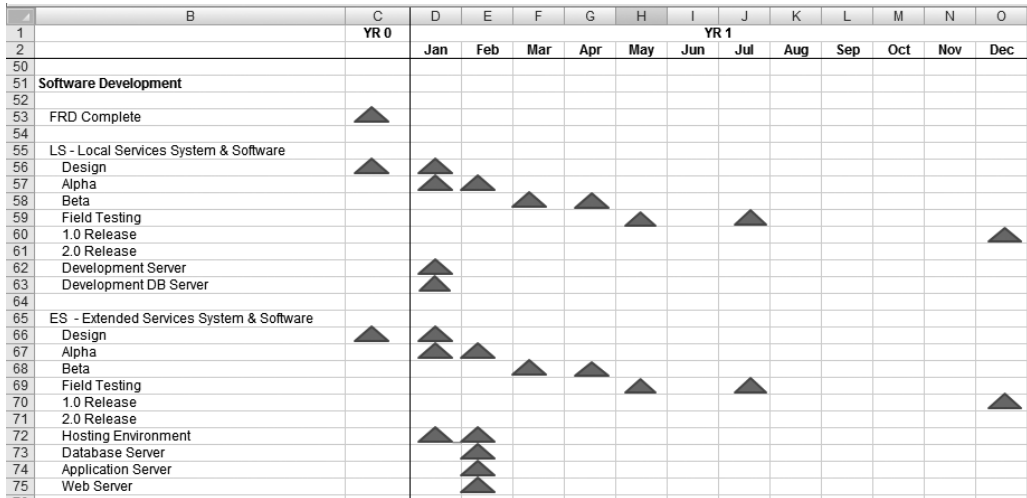 B C D E F G H I J K L M N O
1 YR 0 YR 1
2 Jan Feb Mar Apr May Jun Jul Aug Sep Oct Nov Dec
50
51 Software Development
52
53 FRD Complete
54
55 LS - Local Services System & Software
56 Design
57 Alpha
58 Beta
59 Field Testing
60 1.0 Release
61 2.0 Release
62 Development Server
63 Development DB Server
64
65 ES - Extended Services System & Software
66 Design
67 Alpha
68 Beta
69 Field Testing
70 1.0 Release
71 2.0 Release
72 Hosting Environment
73 Database Server
74 Application Server
75 Web Server